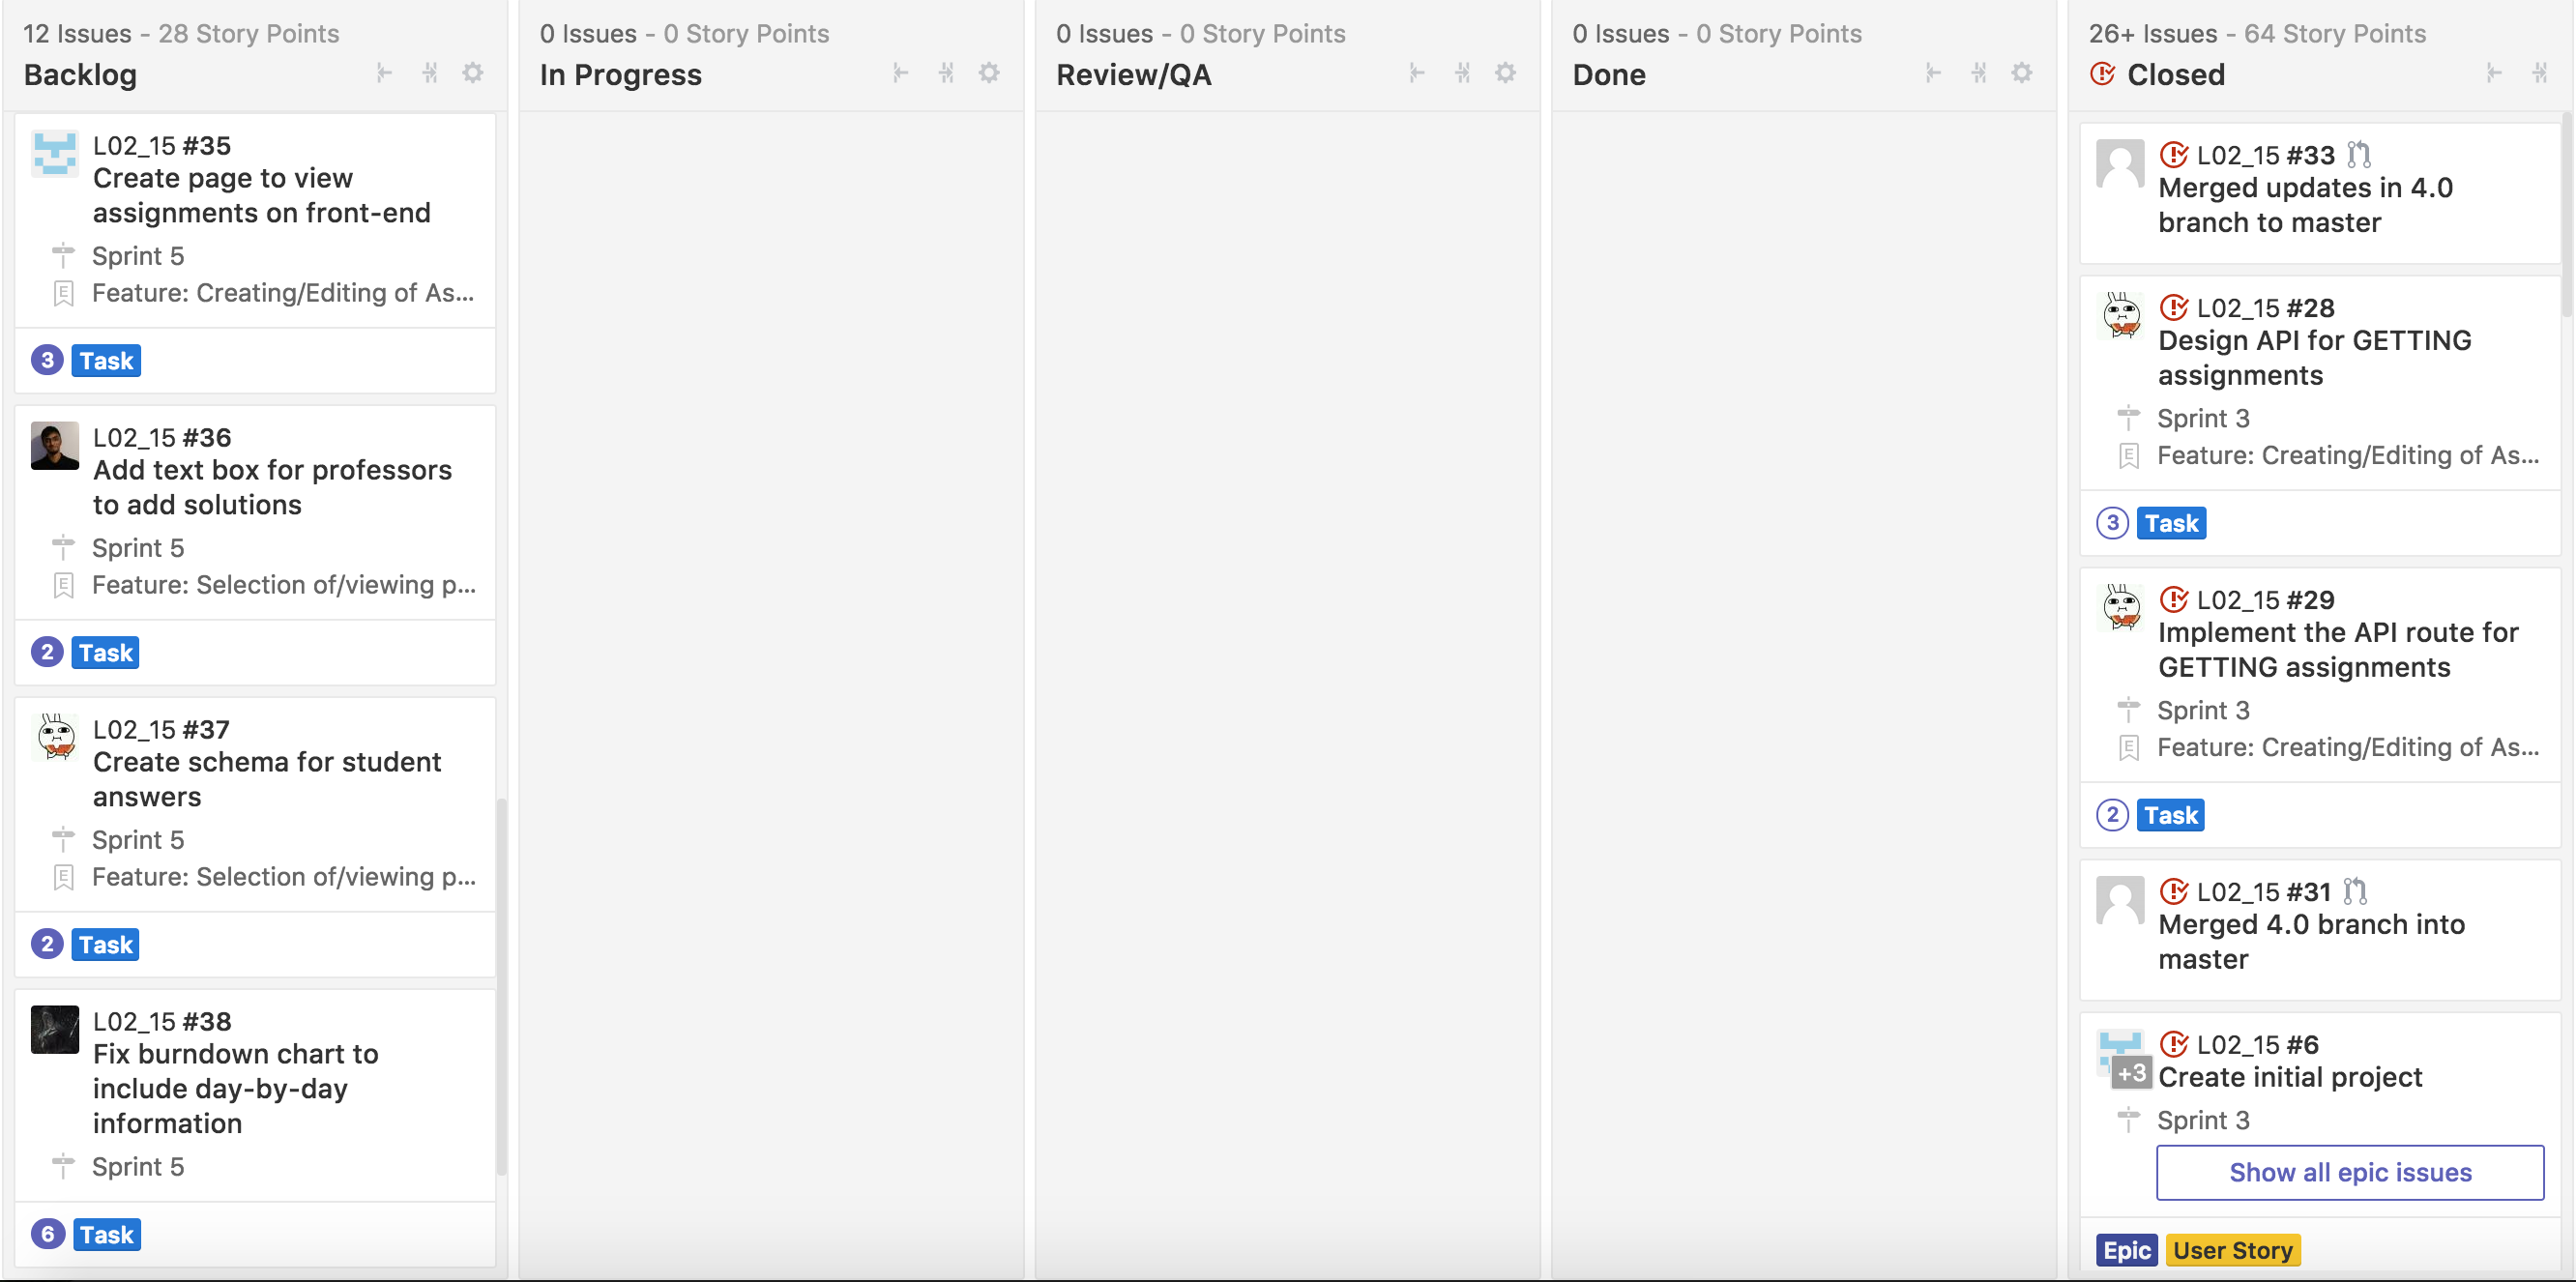 12 Issues - 28 Story Points
Backlog
L02_15 #35
Create page to view
assignments on front-end
Sprint 5
E
Feature: Creating/Editing of As...
3 Task
L02_15 #36
Add text box for professors
to add solutions
Sprint 5
E
Feature: Selection of/viewing p...
2 Task
L02_15 #37
Create schema for student
answers
Sprint 5
E
Feature: Selection of/viewing p...
2 Task
L02_15 #38
Fix burndown chart to
include day-by-day
information
Sprint 5
6 Task
0 Issues - 0 Story Points
In Progress
0 Issues - 0 Story Points
Review/QA
0 Issues - 0 Story Points
Done
26+ Issues - 64 Story Points
Closed
L02_15 #33
Merged updates in 4.0
branch to master
L02_15 #28
Design API for GETTING
assignments
Sprint 3
E
Feature: Creating/Editing of As...
3 Task
L02_15 #29
Implement the API route for
GETTING assignments
Sprint 3
E
Feature: Creating/Editing of As...
2 Task
L02_15 #31
Merged 4.0 branch into
master
L02_15 #6
+3
Create initial project
Sprint 3
Show all epic issues
Epic User Story